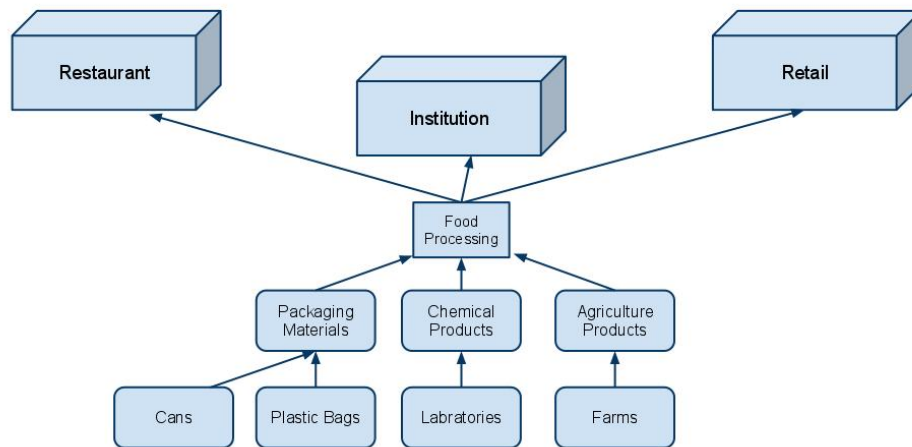 Restaurant
Institution
Retail
Food
Processing
Packaging
Materials
Chemical
Products
Agriculture
Products
Cans
Plastic Bags
Labratories
Farms